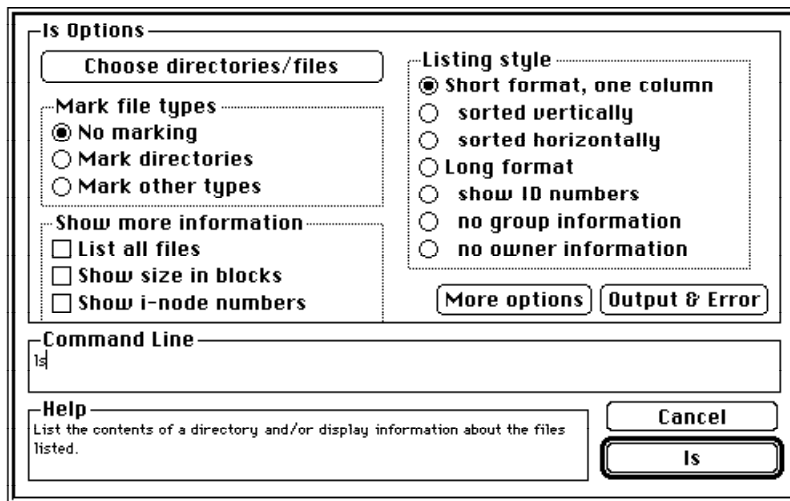 ls Options
Choose directories/files
Mark file types
No marking
Mark directories
Mark other types
Show more information
List all files
Show size in blocks
Show i-node numbers
Listing style
Short format, one column
sorted vertically
sorted horizontally
Long format
show ID numbers
no group information
no owner information
More options
Output & Error
Command Line
ls
Help
List the contents of a directory and/or display information about the files
listed.
Cancel
ls